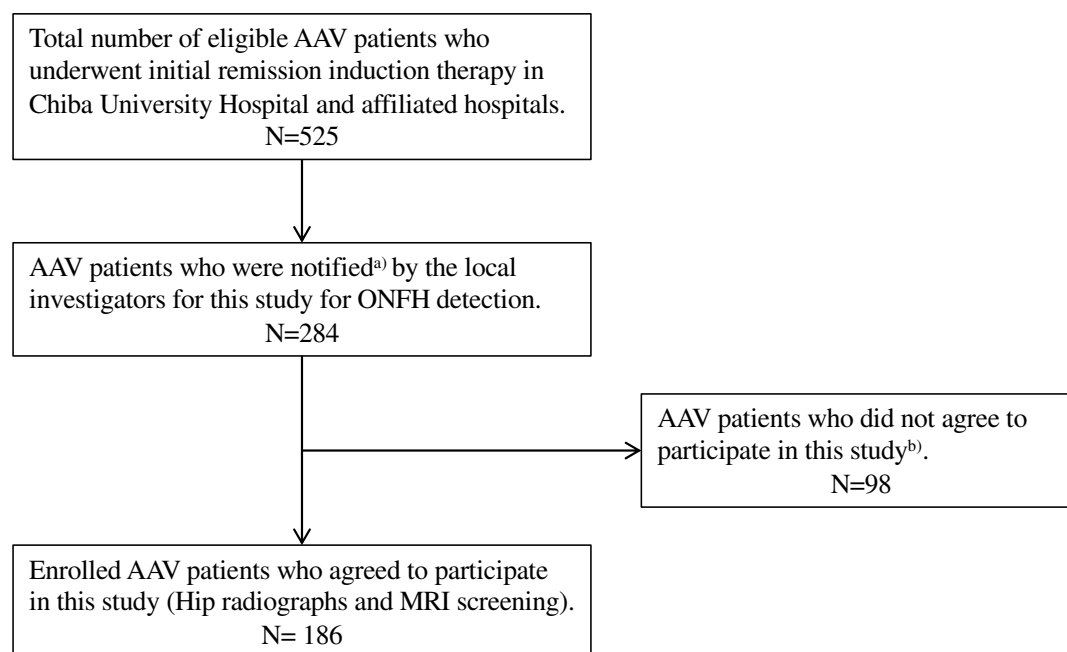 Total number of eligible AAV patients who
underwent initial remission induction therapy in
Chiba University Hospital and affiliated hospitals.
N=525
AAV patients who were notifiedᵃ⁾ by the local
investigators for this study for ONFH detection.
N=284
AAV patients who did not agree to
participate in this studyᵇ⁾.
N=98
Enrolled AAV patients who agreed to participate
in this study (Hip radiographs and MRI screening).
N= 186